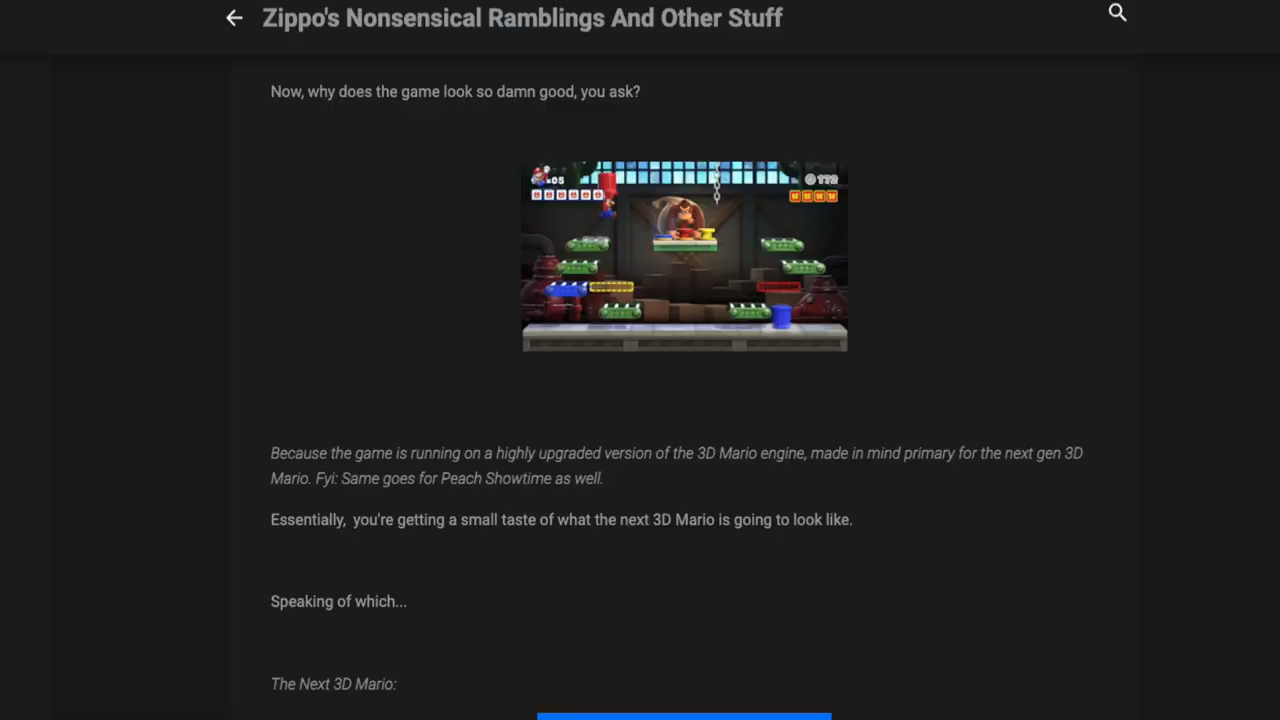 Zippo's Nonsensical Ramblings And Other Stuff
Now, why does the game look so damn good, you ask?
05
172
Because the game is running on a highly upgraded version of the 3D Mario engine, made in mind primary for the next gen 3D
Mario. Fyi: Same goes for Peach Showtime as well.
Essentially, you're getting a small taste of what the next 3D Mario is going to look like.
Speaking of which...
The Next 3D Mario: